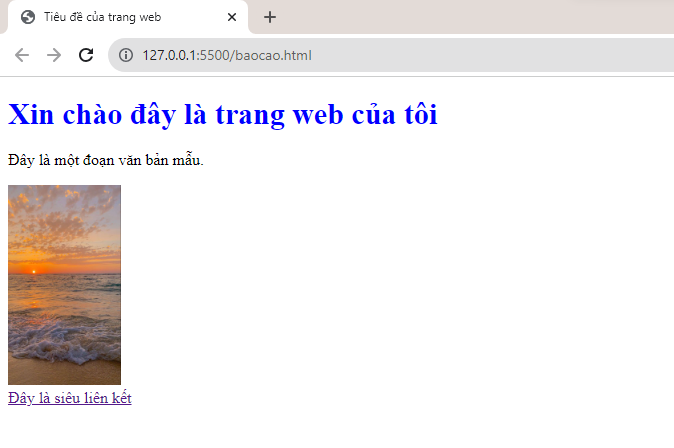 Tiêu đề của trang web
127.0.0.1:5500/baocao.html
Xin chào đây là trang web của tôi
Đây là một đoạn văn bản mẫu.
Đây là siêu liên kết